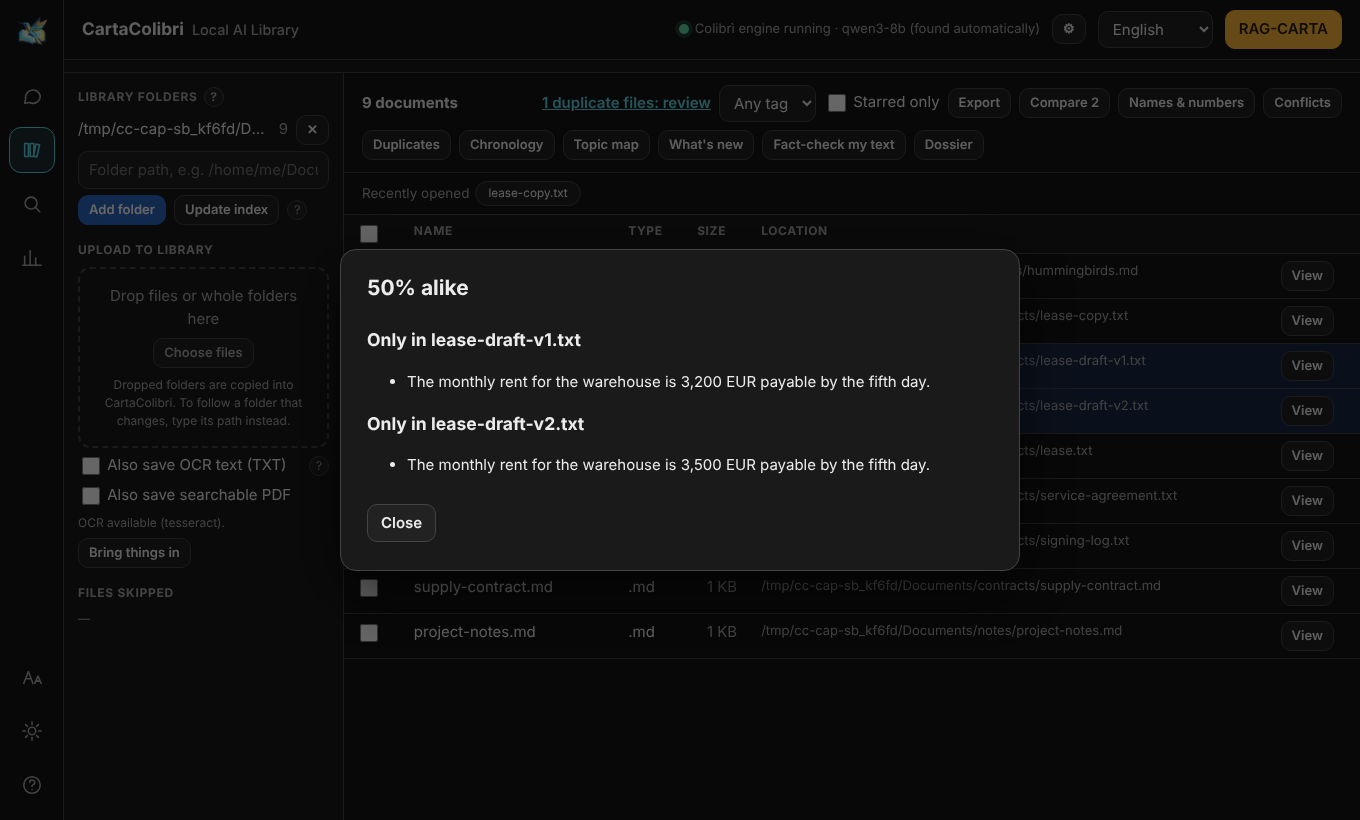 CartaColibri Local AI Library
Colibri engine running · qwen3-8b (found automatically)
English
RAG-CARTA
LIBRARY FOLDERS ?
/tmp/cc-cap-sb_kf6fd/D... 9 ×
Folder path, e.g. /home/me/Docu
Add folder
Update index
?
UPLOAD TO LIBRARY
Drop files or whole folders
here
Choose files
Dropped folders are copied into
CartaColibri. To follow a folder that
changes, type its path instead.
Also save OCR text (TXT) ?
Also save searchable PDF
OCR available (tesseract).
Bring things in
FILES SKIPPED
—
AA
?
9 documents
1 duplicate files: review
Any tag
Starred only
Export
Compare 2
Names & numbers
Conflicts
Duplicates
Chronology
Topic map
What's new
Fact-check my text
Dossier
Recently opened lease-copy.txt
NAME TYPE SIZE LOCATION
/hummingbirds.md View
cts/lease-copy.txt View
cts/lease-draft-v1.txt View
cts/lease-draft-v2.txt View
cts/lease.txt View
cts/service-agreement.txt View
cts/signing-log.txt View
supply-contract.md .md 1 KB /tmp/cc-cap-sb_kf6fd/Documents/contracts/supply-contract.md View
project-notes.md .md 1 KB /tmp/cc-cap-sb_kf6fd/Documents/notes/project-notes.md View
50% alike
Only in lease-draft-v1.txt
• The monthly rent for the warehouse is 3,200 EUR payable by the fifth day.
Only in lease-draft-v2.txt
• The monthly rent for the warehouse is 3,500 EUR payable by the fifth day.
Close